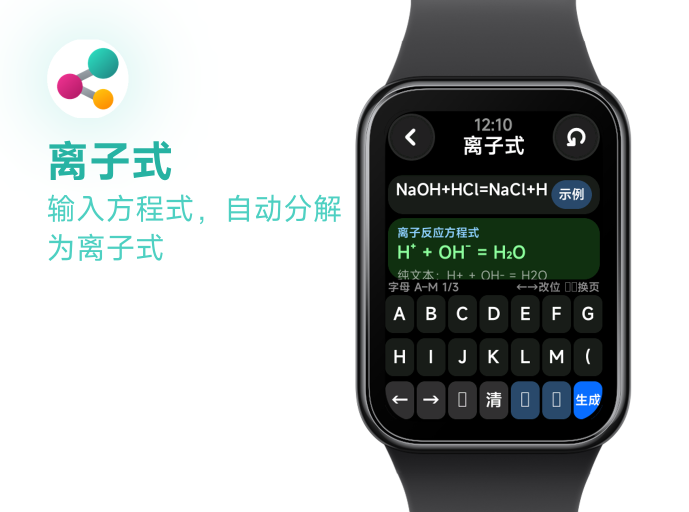 离子式
输入方程式，自动分解
为离子式
12:10
离子式
NaOH+HCl=NaCl+H
示例
离子反应方程式
H⁺ + OH⁻ = H₂O
纯文本：H+ + OH- = H2O
字母 A-M 1/3 ←→改位 换页
A B C D E F G
H I J K L M (
← → 清 生成